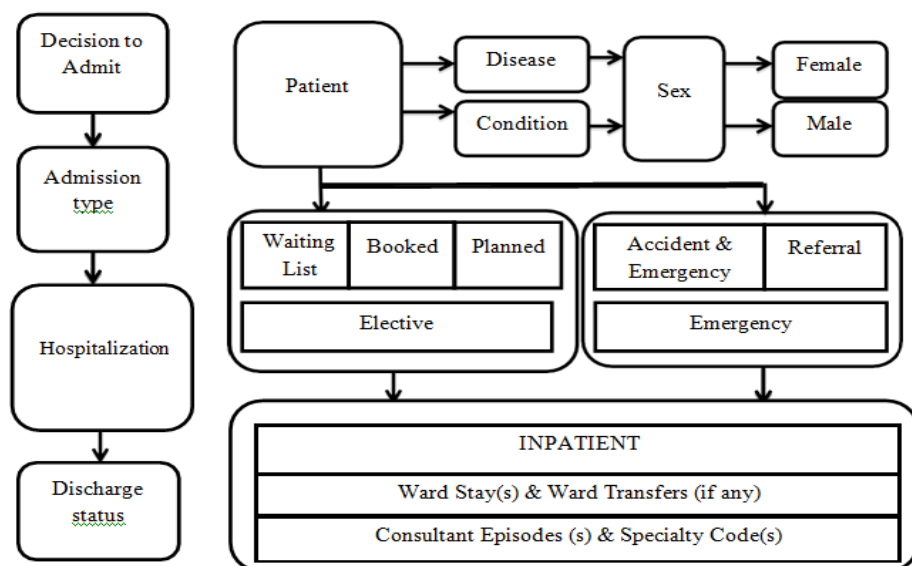 Decision to
Admit
Admission
type
Hospitalization
Discharge
status
Patient
Disease
Condition
Sex
Female
Male
Waiting
List
Booked
Planned
Elective
Accident &
Emergency
Referral
Emergency
INPATIENT
Ward Stay(s) & Ward Transfers (if any)
Consultant Episodes (s) & Specialty Code(s)